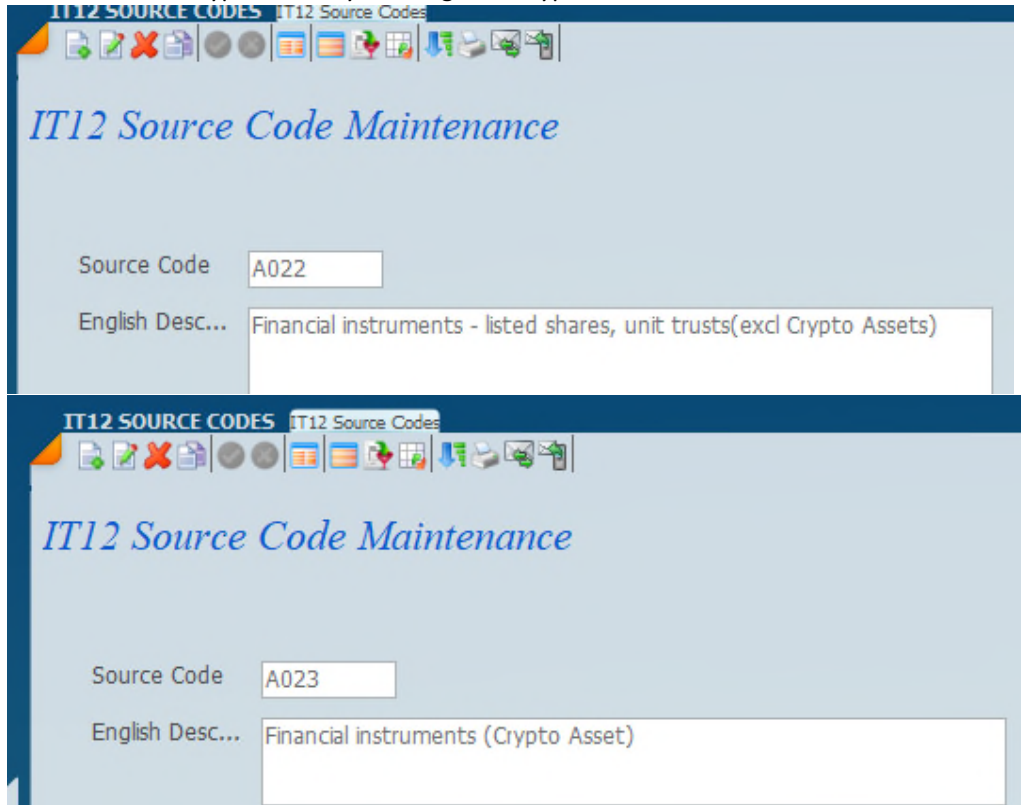 IT12 SOURCE CODES IT12 Source Codes
IT12 Source Code Maintenance
Source Code A022
English Desc... Financial instruments - listed shares, unit trusts(excl Crypto Assets)
IT12 SOURCE CODES IT12 Source Codes
IT12 Source Code Maintenance
Source Code A023
English Desc... Financial instruments (Crypto Asset)